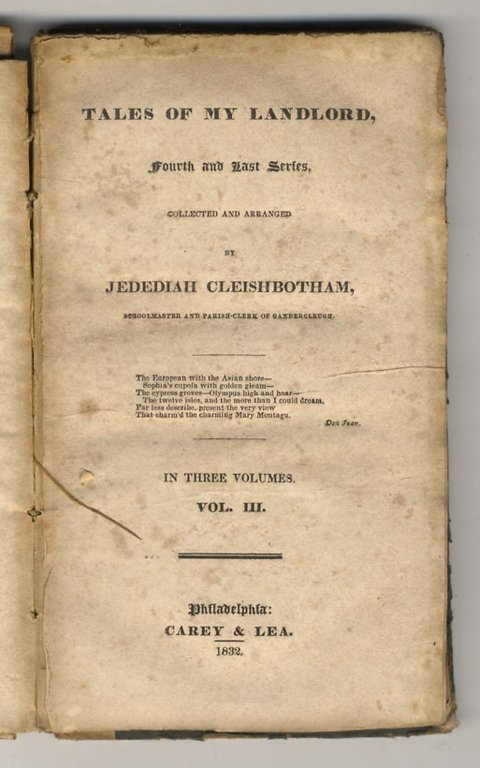 TALES OF MY LANDLORD,
Fourth and Last Series,
COLLECTED AND ARRANGED
BY
JEDEDIAH CLEISHBOTHAM,
SCHOOLMASTER AND PARISH-CLERK OF GANDERCLEUGH.
The European with the Asian shore—
Sophia's cupola with golden gleam—
The cypress groves—Olympus high and hoar—
The twelve isles, and the more than I could dream,
Far less describe, present the very view
That charm'd the charming Mary Montagu.
Don Juan.
IN THREE VOLUMES.
VOL. III.
Philadelphia:
CAREY & LEA.
1832.